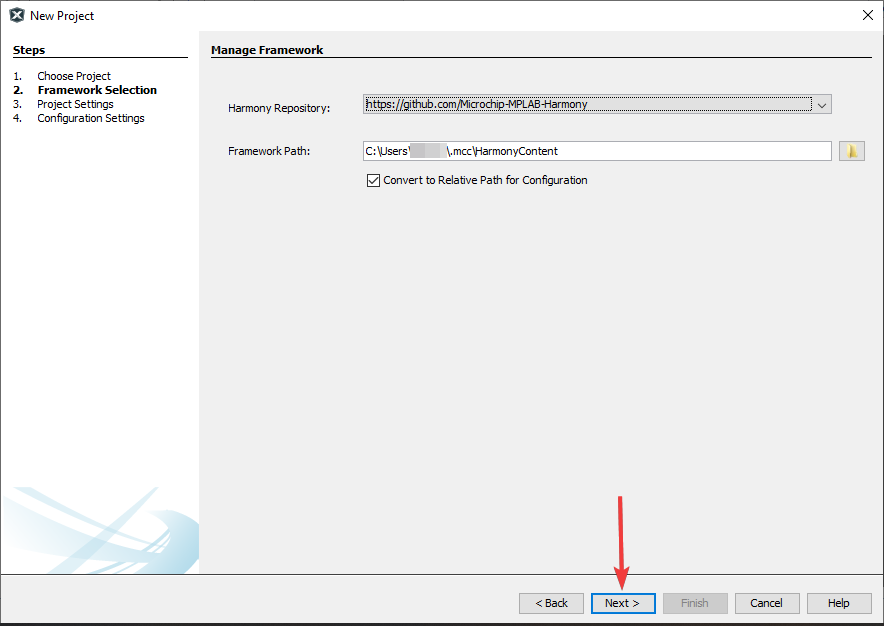 New Project
Steps
1. Choose Project
2. Framework Selection
3. Project Settings
4. Configuration Settings
Manage Framework
Harmony Repository: https://github.com/Microchip-MPLAB-Harmony
Framework Path: C:\Users\ \.mcc\HarmonyContent
Convert to Relative Path for Configuration
< Back Next > Finish Cancel Help